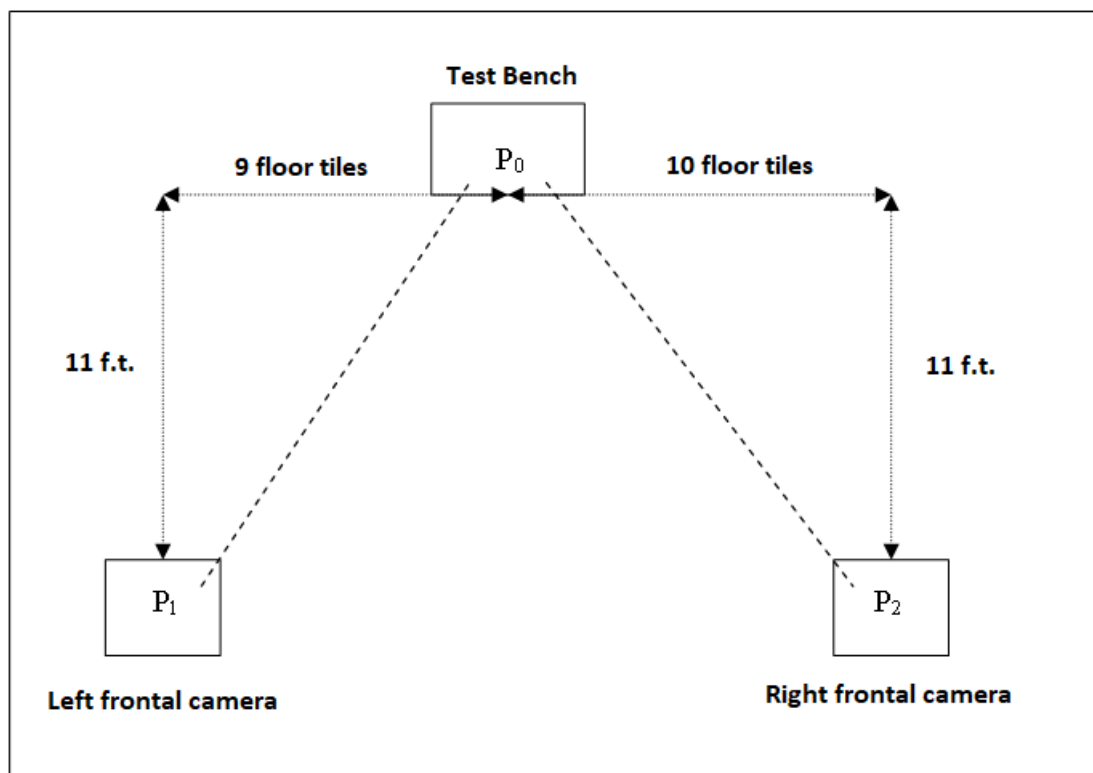 Test Bench
9 floor tiles
P₀
10 floor tiles
11 f.t.
11 f.t.
P₁
P₂
Left frontal camera
Right frontal camera